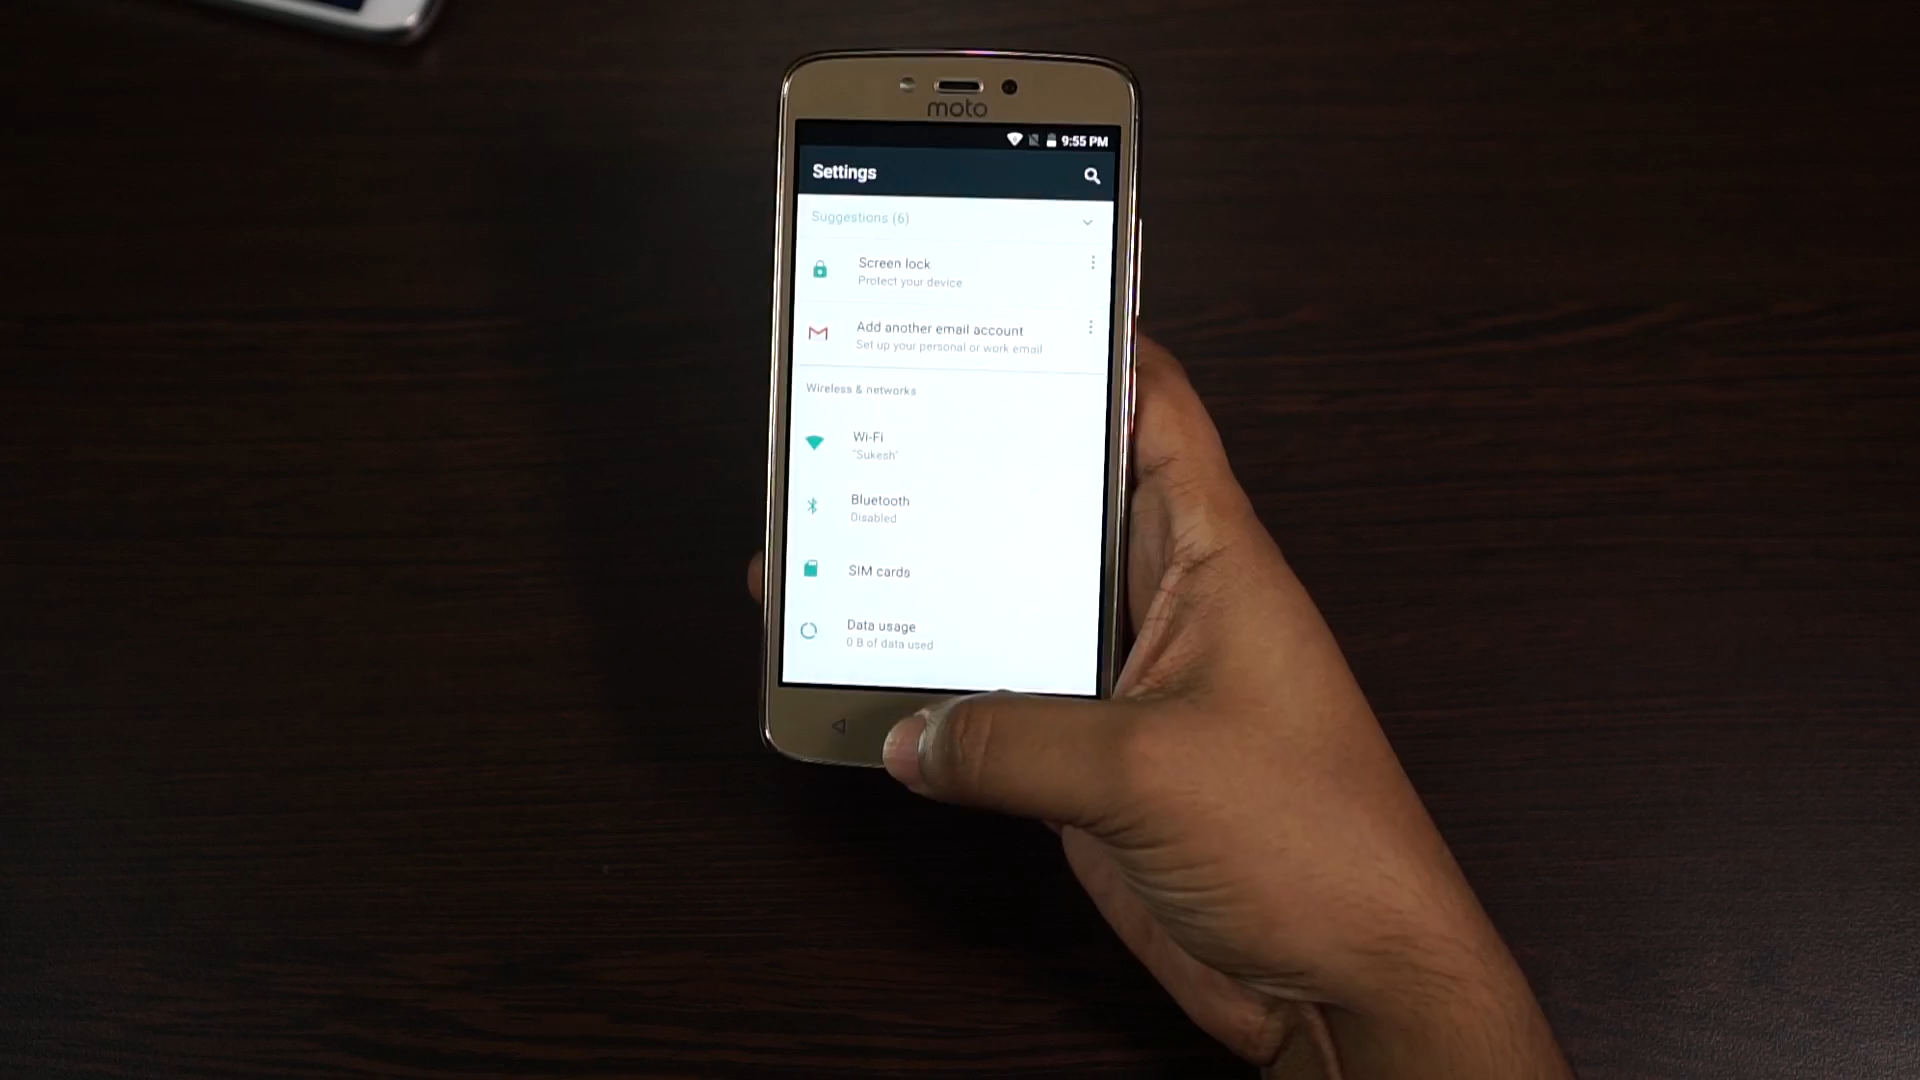 moto
9:55 PM
Settings
Suggestions (6)
Screen lock
Protect your device
Add another email account
Set up your personal or work email
Wireless & networks
Wi-Fi
"Sukesh"
Bluetooth
Disabled
SIM cards
Data usage
0 B of data used